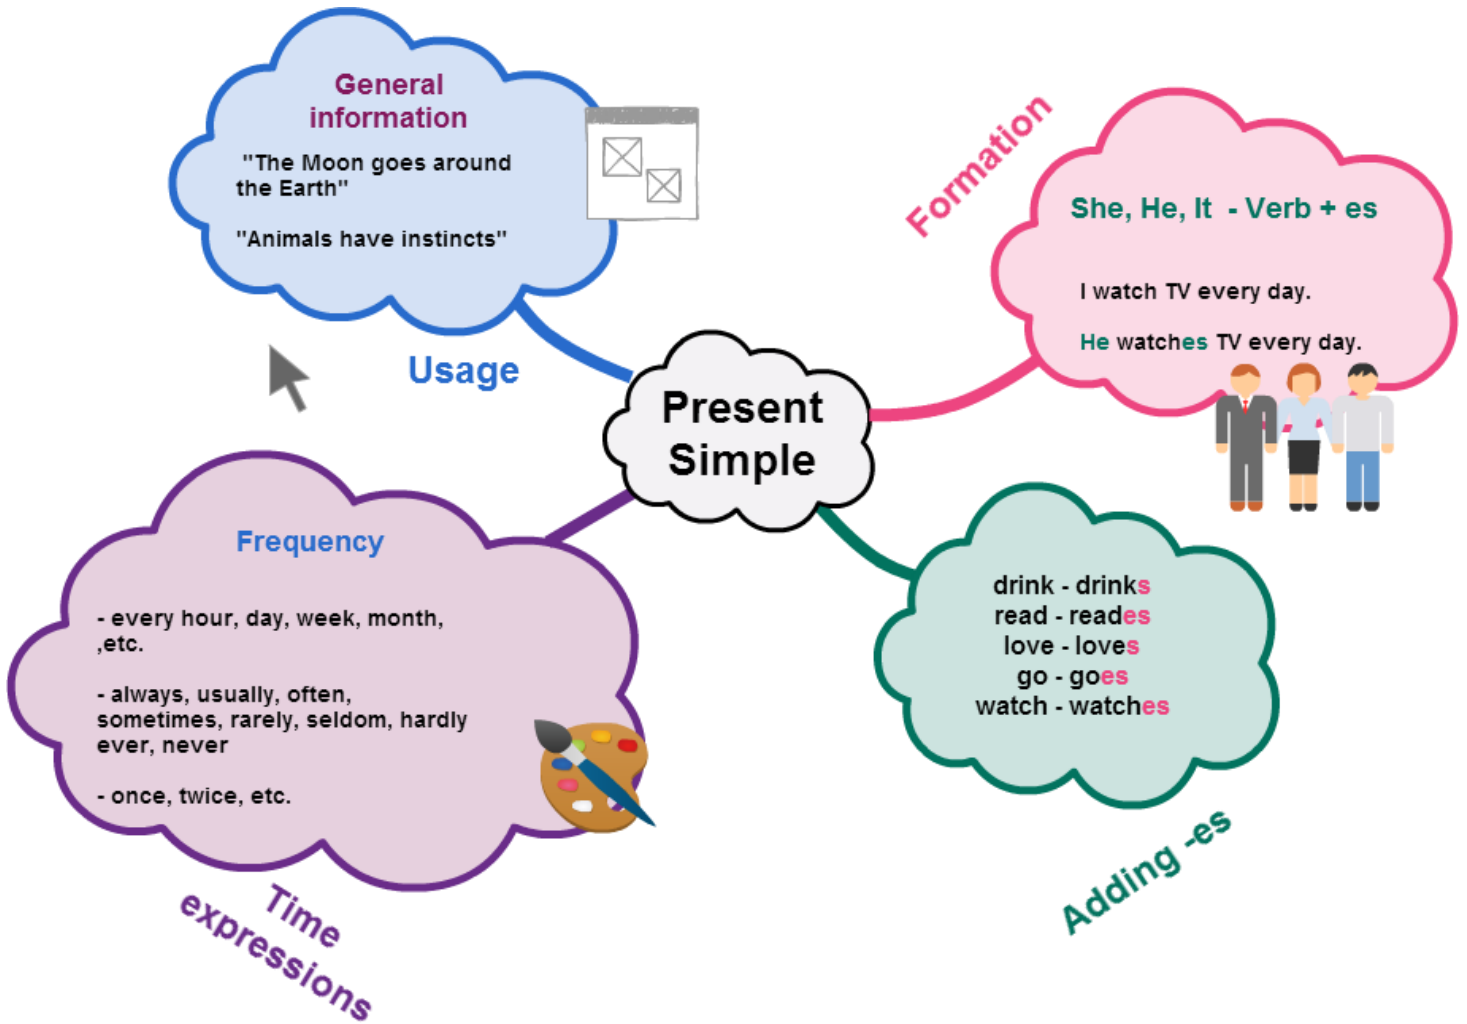 General
information
"The Moon goes around
the Earth"
"Animals have instincts"
Usage
Formation
She, He, It - Verb + es
I watch TV every day.
He watches TV every day.
Present
Simple
Frequency
- every hour, day, week, month,
,etc.
- always, usually, often,
sometimes, rarely, seldom, hardly
ever, never
- once, twice, etc.
Time
expressions
drink - drinks
read - reades
love - loves
go - goes
watch - watches
Adding -es